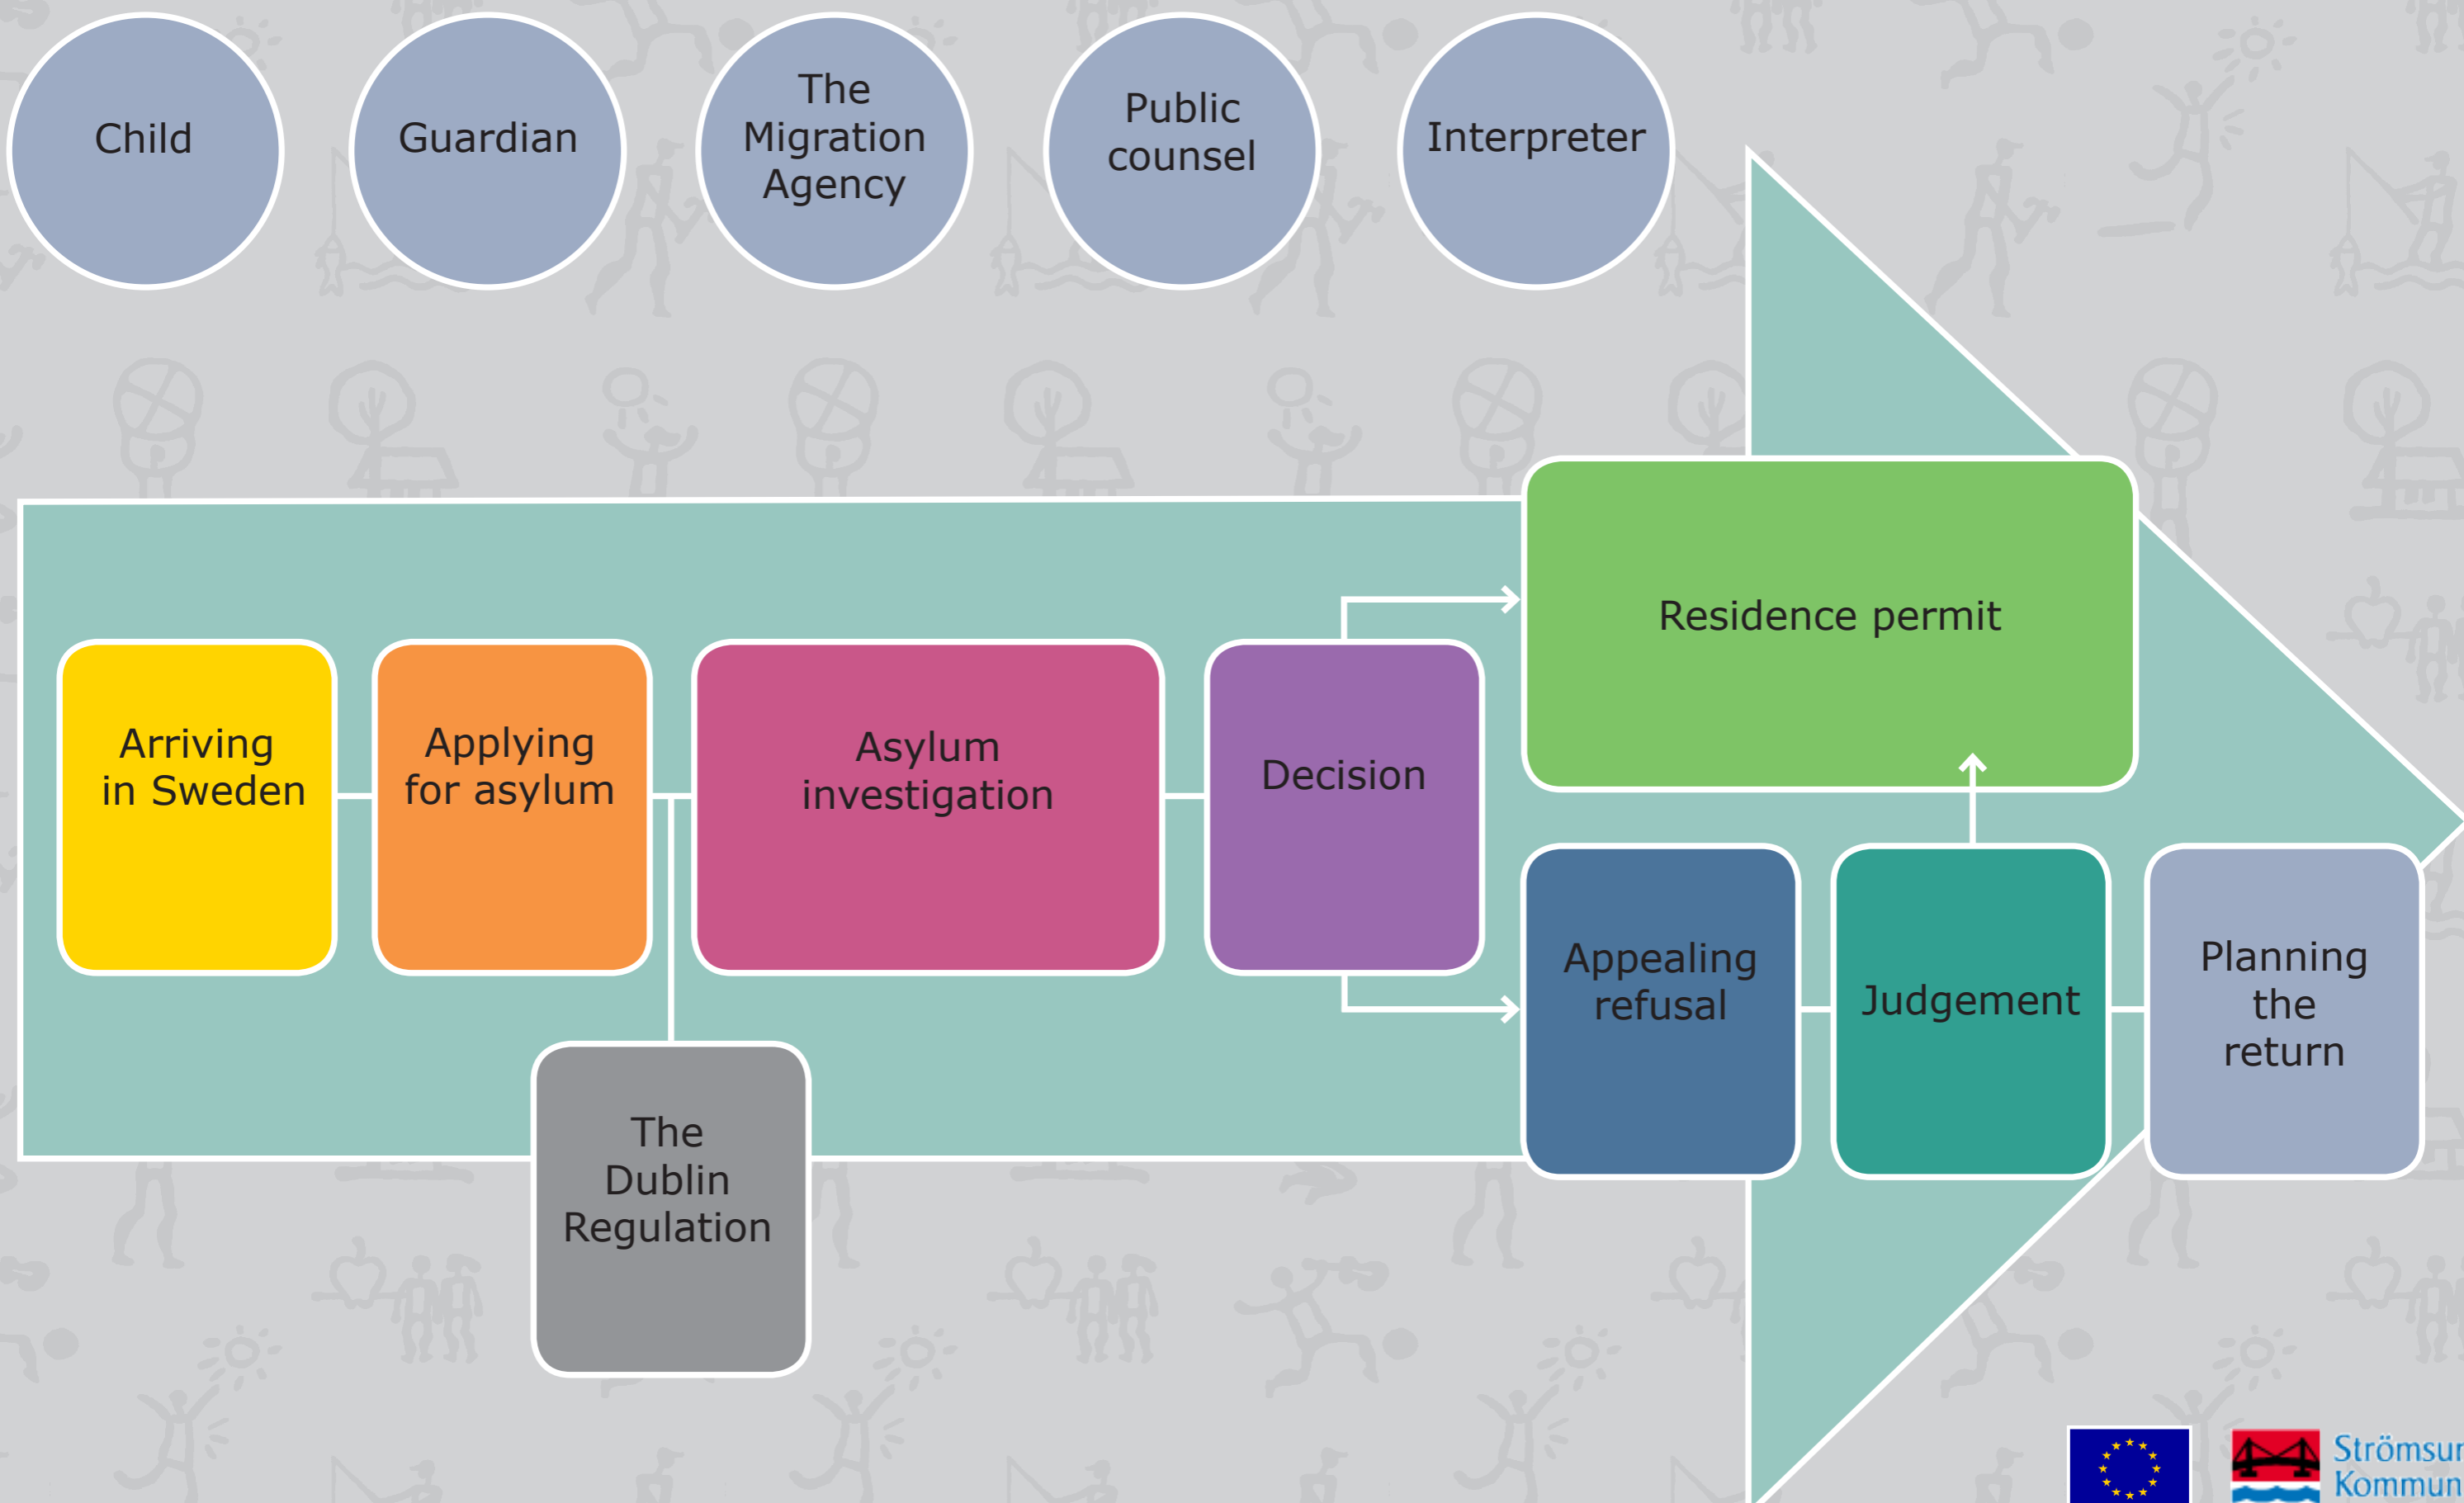 Child
Guardian
The
Migration
Agency
Public
counsel
Interpreter
Residence permit
Arriving
in Sweden
Applying
for asylum
Asylum
investigation
Decision
Appealing
refusal
Judgement
Planning
the
return
The
Dublin
Regulation
Kommun